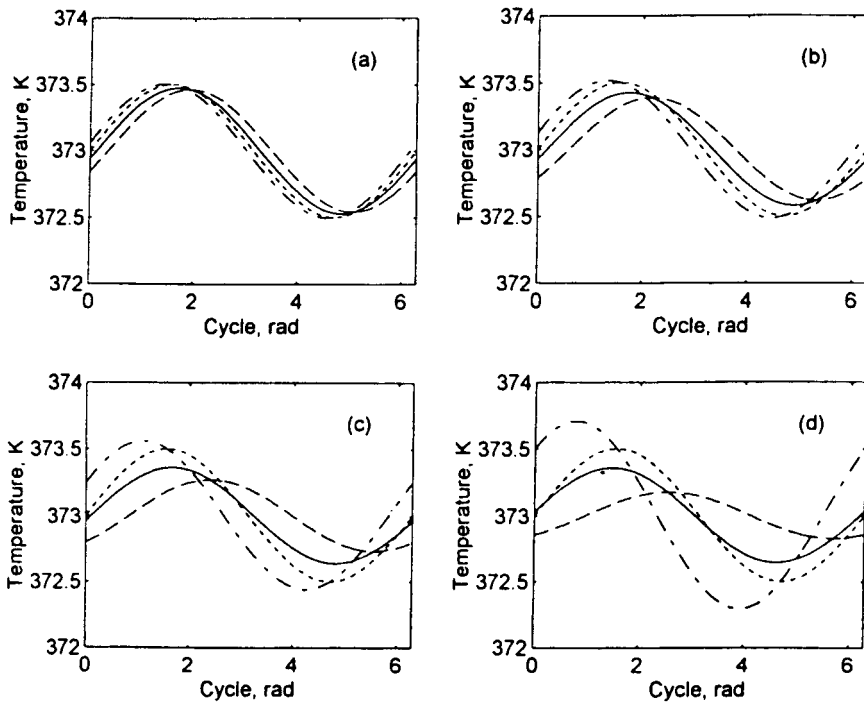 374
(a)
373.5
Temperature, K
373
372.5
372
0 2 4 6
Cycle, rad
374
(b)
373.5
Temperature, K
373
372.5
372
0 2 4 6
Cycle, rad
374
(c)
373.5
Temperature, K
373
372.5
372
0 2 4 6
Cycle, rad
374
(d)
373.5
Temperature, K
373
372.5
372
0 2 4 6
Cycle, rad